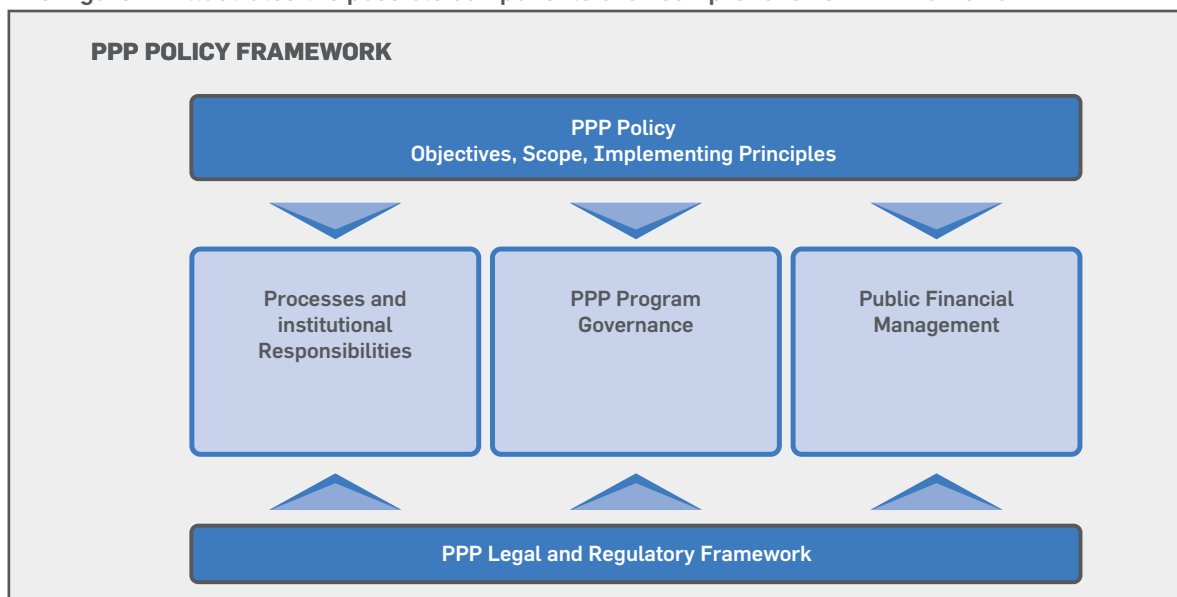 PPP POLICY FRAMEWORK
PPP Policy
Objectives, Scope, Implementing Principles
Processes and
institutional
Responsibilities
PPP Program
Governance
Public Financial
Management
PPP Legal and Regulatory Framework